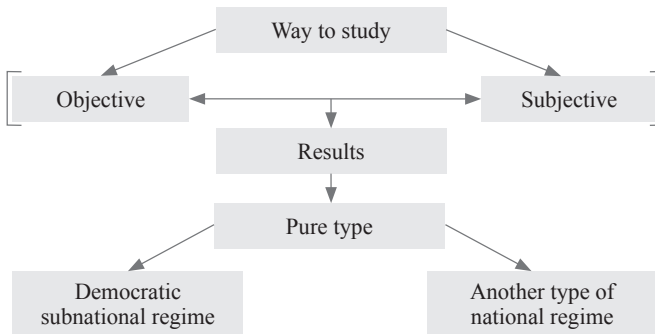 Way to study
Objective
Subjective
Results
Pure type
Democratic
subnational regime
Another type of
national regime